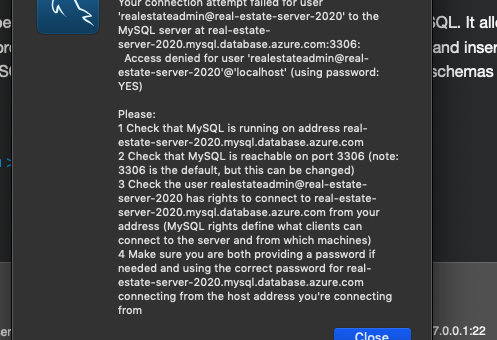 Your connection attempt failed for user
'realestateadmin@real-estate-server-2020' to the
MySQL server at real-estate-
server-2020.mysql.database.azure.com:3306:
Access denied for user 'realestateadmin@real-
estate-server-2020'@'localhost' (using password:
YES)
Please:
1 Check that MySQL is running on address real-
estate-server-2020.mysql.database.azure.com
2 Check that MySQL is reachable on port 3306 (note:
3306 is the default, but this can be changed)
3 Check the user realestateadmin@real-estate-
server-2020 has rights to connect to real-estate-
server-2020.mysql.database.azure.com from your
address (MySQL rights define what clients can
connect to the server and from which machines)
4 Make sure you are both providing a password if
needed and using the correct password for real-
estate-server-2020.mysql.database.azure.com
connecting from the host address you're connecting
from
Close
SQL. It all
and inser
schemas
7.0.0.1:22